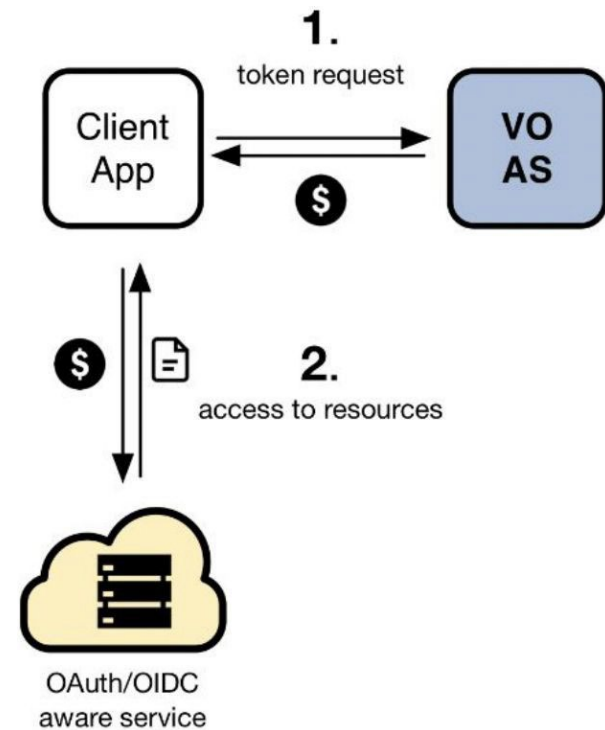 1.
token request
Client
App
VO
AS
$
$
2.
access to resources
OAuth/OIDC
aware service